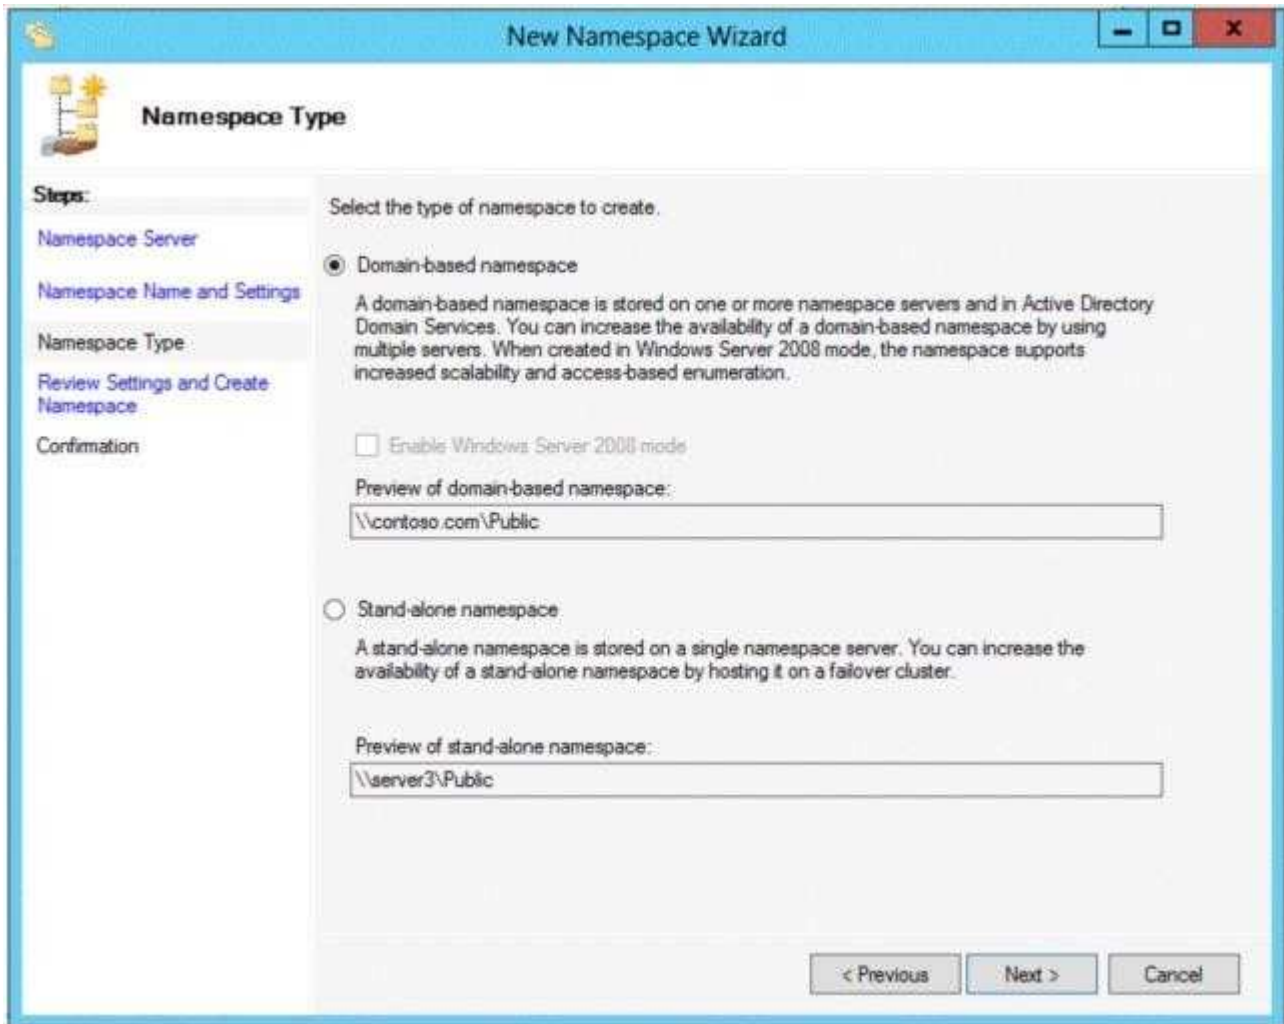 New Namespace Wizard
Namespace Type
Steps:
Namespace Server
Namespace Name and Settings
Namespace Type
Review Settings and Create
Namespace
Confirmation
Select the type of namespace to create.
Domain-based namespace
A domain-based namespace is stored on one or more namespace servers and in Active Directory
Domain Services. You can increase the availability of a domain-based namespace by using
multiple servers. When created in Windows Server 2008 mode, the namespace supports
increased scalability and access-based enumeration.
Enable Windows Server 2008 mode
Preview of domain-based namespace:
\\contoso.com\Public
Stand-alone namespace
A stand-alone namespace is stored on a single namespace server. You can increase the
availability of a stand-alone namespace by hosting it on a failover cluster.
Preview of stand-alone namespace:
\\server3\Public
< Previous
Next >
Cancel